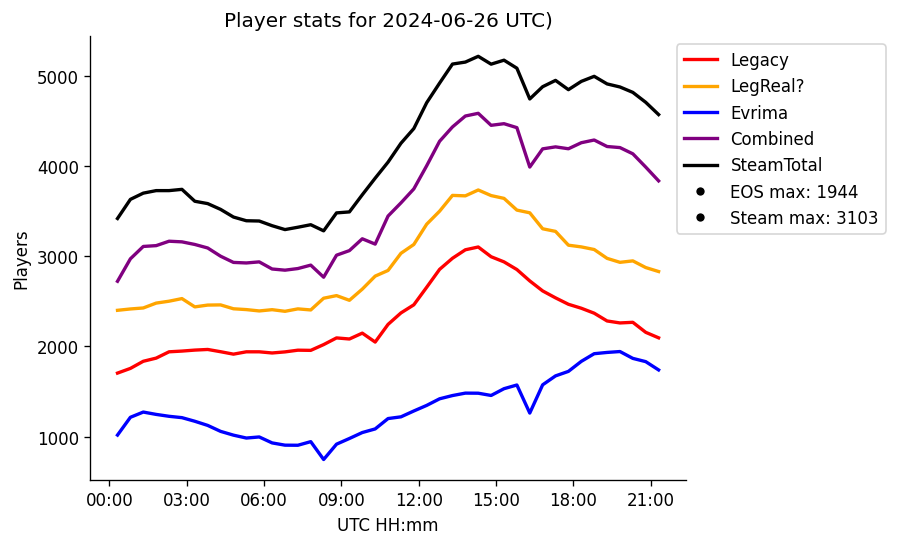 Player stats for 2024-06-26 UTC)
Legacy
LegReal?
Evrima
Combined
SteamTotal
EOS max: 1944
Steam max: 3103
Players
5000
4000
3000
2000
1000
00:00 03:00 06:00 09:00 12:00 15:00 18:00 21:00
UTC HH:mm